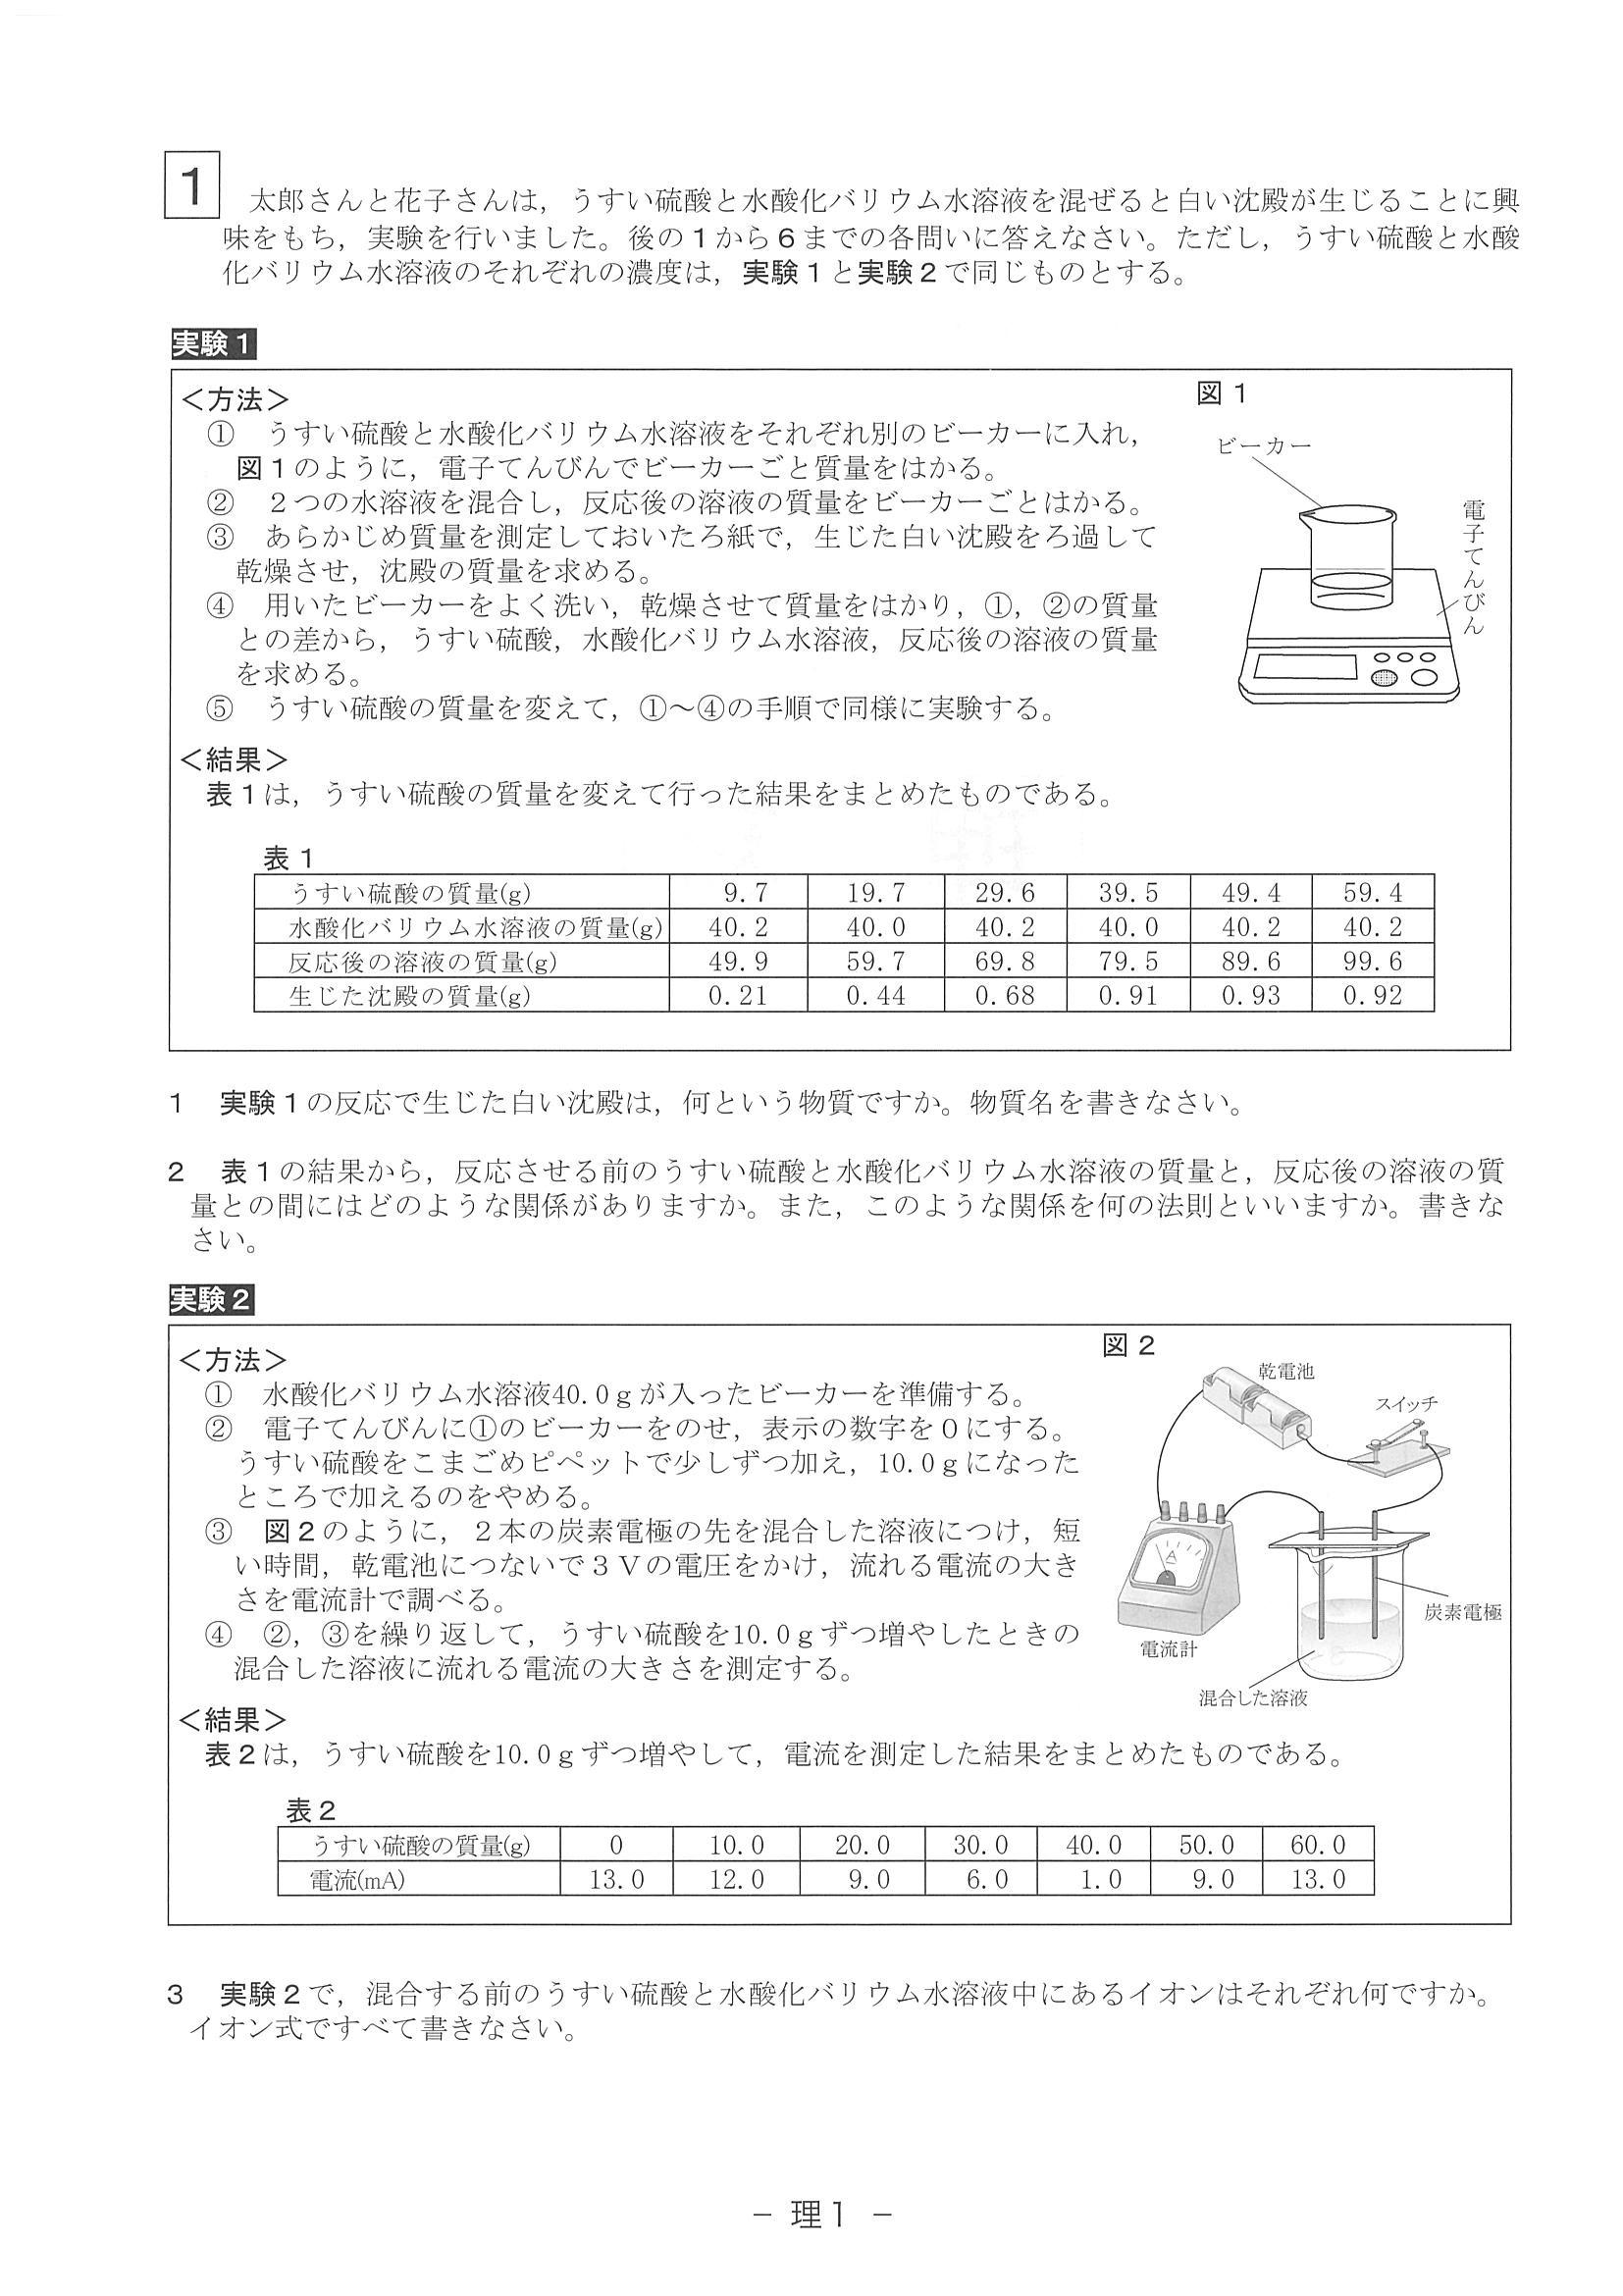 1
太郎さんと花子さんは，うすい硫酸と水酸化バリウム水溶液を混ぜると白い沈殿が生じることに興
味をもち，実験を行いました。後の１から６までの各問いに答えなさい。ただし，うすい硫酸と水酸
化バリウム水溶液のそれぞれの濃度は，実験１と実験２で同じものとする。
実験１
＜方法＞
①　うすい硫酸と水酸化バリウム水溶液をそれぞれ別のビーカーに入れ，
図１のように，電子てんびんでビーカーごと質量をはかる。
②　２つの水溶液を混合し，反応後の溶液の質量をビーカーごとはかる。
③　あらかじめ質量を測定しておいたろ紙で，生じた白い沈殿をろ過して
乾燥させ，沈殿の質量を求める。
④　用いたビーカーをよく洗い，乾燥させて質量をはかり，①，②の質量
との差から，うすい硫酸，水酸化バリウム水溶液，反応後の溶液の質量
を求める。
⑤　うすい硫酸の質量を変えて，①～④の手順で同様に実験する。
図１
ビーカー
電子てんびん
＜結果＞
表１は，うすい硫酸の質量を変えて行った結果をまとめたものである。
表１
うすい硫酸の質量(g) 9.7 19.7 29.6 39.5 49.4 59.4
水酸化バリウム水溶液の質量(g) 40.2 40.0 40.2 40.0 40.2 40.2
反応後の溶液の質量(g) 49.9 59.7 69.8 79.5 89.6 99.6
生じた沈殿の質量(g) 0.21 0.44 0.68 0.91 0.93 0.92
１　実験１の反応で生じた白い沈殿は，何という物質ですか。物質名を書きなさい。
２　表１の結果から，反応させる前のうすい硫酸と水酸化バリウム水溶液の質量と，反応後の溶液の質
量との間にはどのような関係がありますか。また，このような関係を何の法則といいますか。書きな
さい。
実験２
＜方法＞
①　水酸化バリウム水溶液40.0ｇが入ったビーカーを準備する。
②　電子てんびんに①のビーカーをのせ，表示の数字を０にする。
うすい硫酸をこまごめピペットで少しずつ加え，10.0ｇになった
ところで加えるのをやめる。
③　図２のように，２本の炭素電極の先を混合した溶液につけ，短
い時間，乾電池につないで３Ｖの電圧をかけ，流れる電流の大き
さを電流計で調べる。
④　②，③を繰り返して，うすい硫酸を10.0ｇずつ増やしたときの
混合した溶液に流れる電流の大きさを測定する。
図２
乾電池
スイッチ
炭素電極
電流計
混合した溶液
＜結果＞
表２は，うすい硫酸を10.0ｇずつ増やして，電流を測定した結果をまとめたものである。
表２
うすい硫酸の質量(g) 0 10.0 20.0 30.0 40.0 50.0 60.0
電流(mA) 13.0 12.0 9.0 6.0 1.0 9.0 13.0
３　実験２で，混合する前のうすい硫酸と水酸化バリウム水溶液中にあるイオンはそれぞれ何ですか。
イオン式ですべて書きなさい。
－ 理１ －